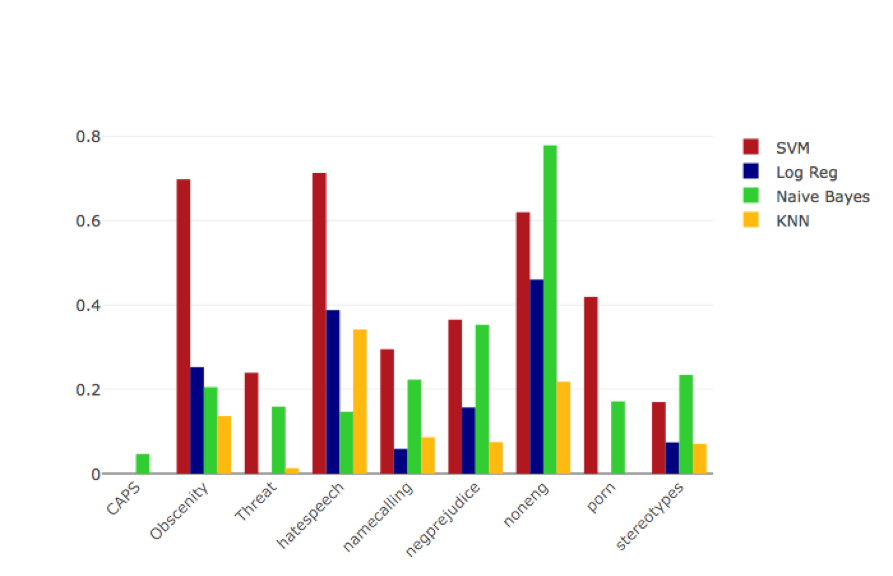 0.8
0.6
0.4
0.2
0
CAPS
Obscenity
Threat
hatespeech
namecalling
negprejudice
noneng
porn
stereotypes
SVM
Log Reg
Naive Bayes
KNN